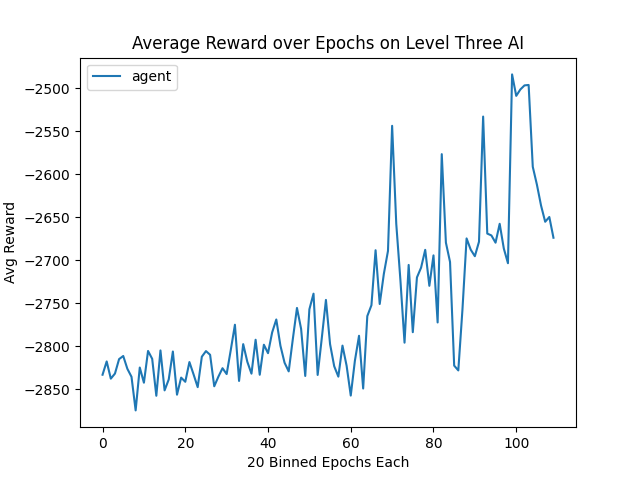 Average Reward over Epochs on Level Three AI
agent
−2500
−2550
−2600
−2650
−2700
−2750
−2800
−2850
Avg Reward
0 20 40 60 80 100
20 Binned Epochs Each